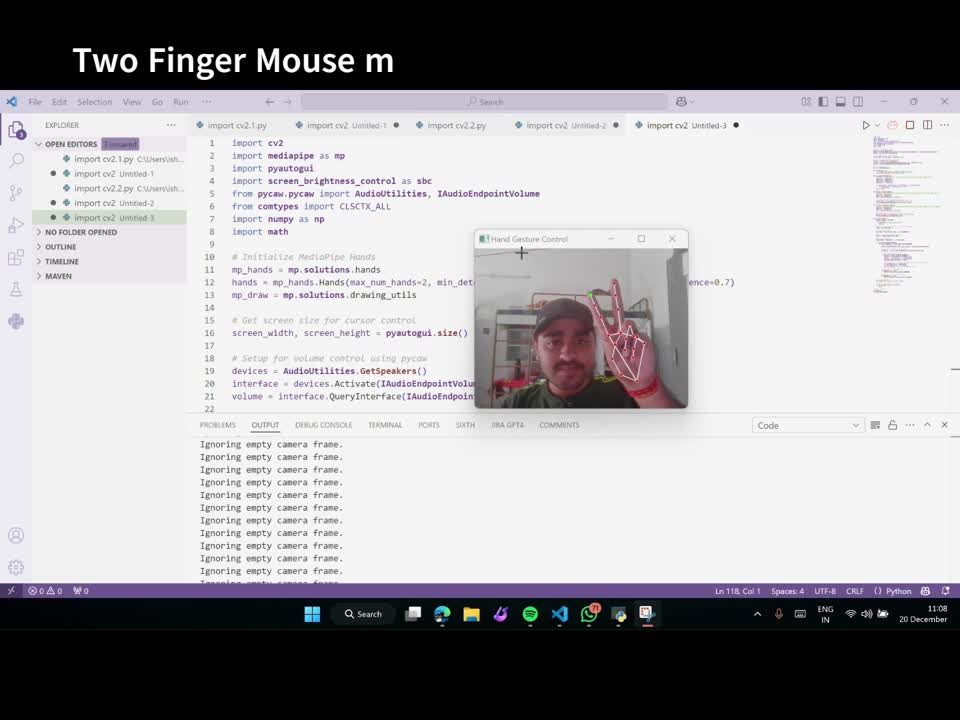 Two Finger Mouse m
File Edit Selection View Go Run ··· Search
EXPLORER ···
import cv2.1.py import cv2 Untitled-1 import cv2.2.py import cv2 Untitled-2 import cv2 Untitled-3
OPEN EDITORS 3 unsaved
import cv2.1.py C:\Users\ish...
import cv2 Untitled-1
import cv2.2.py C:\Users\ish...
import cv2 Untitled-2
import cv2 Untitled-3
NO FOLDER OPENED
OUTLINE
TIMELINE
MAVEN
1 import cv2
2 import mediapipe as mp
3 import pyautogui
4 import screen_brightness_control as sbc
5 from pycaw.pycaw import AudioUtilities, IAudioEndpointVolume
6 from comtypes import CLSCTX_ALL
7 import numpy as np
8 import math
9
10 # Initialize MediaPipe Hands
11 mp_hands = mp.solutions.hands
12 hands = mp_hands.Hands(max_num_hands=2, min_det ence=0.7)
13 mp_draw = mp.solutions.drawing_utils
14
15 # Get screen size for cursor control
16 screen_width, screen_height = pyautogui.size()
17
18 # Setup for volume control using pycaw
19 devices = AudioUtilities.GetSpeakers()
20 interface = devices.Activate(IAudioEndpointVolu
21 volume = interface.QueryInterface(IAudioEndpoin
22
Hand Gesture Control
PROBLEMS OUTPUT DEBUG CONSOLE TERMINAL PORTS SIXTH JIRA GPT4 COMMENTS Code
Ignoring empty camera frame.
Ignoring empty camera frame.
Ignoring empty camera frame.
Ignoring empty camera frame.
Ignoring empty camera frame.
Ignoring empty camera frame.
Ignoring empty camera frame.
Ignoring empty camera frame.
Ignoring empty camera frame.
Ignoring empty camera frame.
Ignoring empty camera frame.
Ignoring empty camera frame.
0 0 0 Ln 118, Col 1 Spaces: 4 UTF-8 CRLF Python
Search 71 ENG IN 11:08 20 December